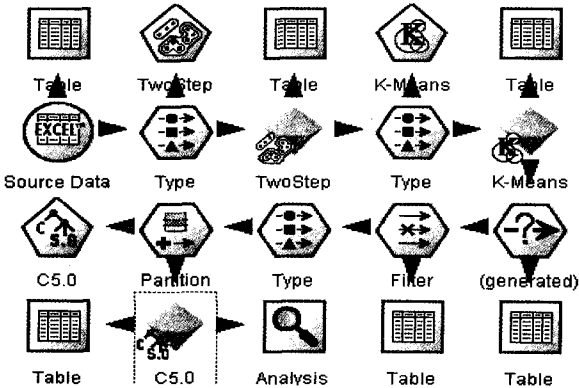 Table TwoStep Table K-Means Table
EXCEL
Source Data Type TwoStep Type K-Means
C5.0 Partition Type Filter (generated)
Table C5.0 Analysis Table Table